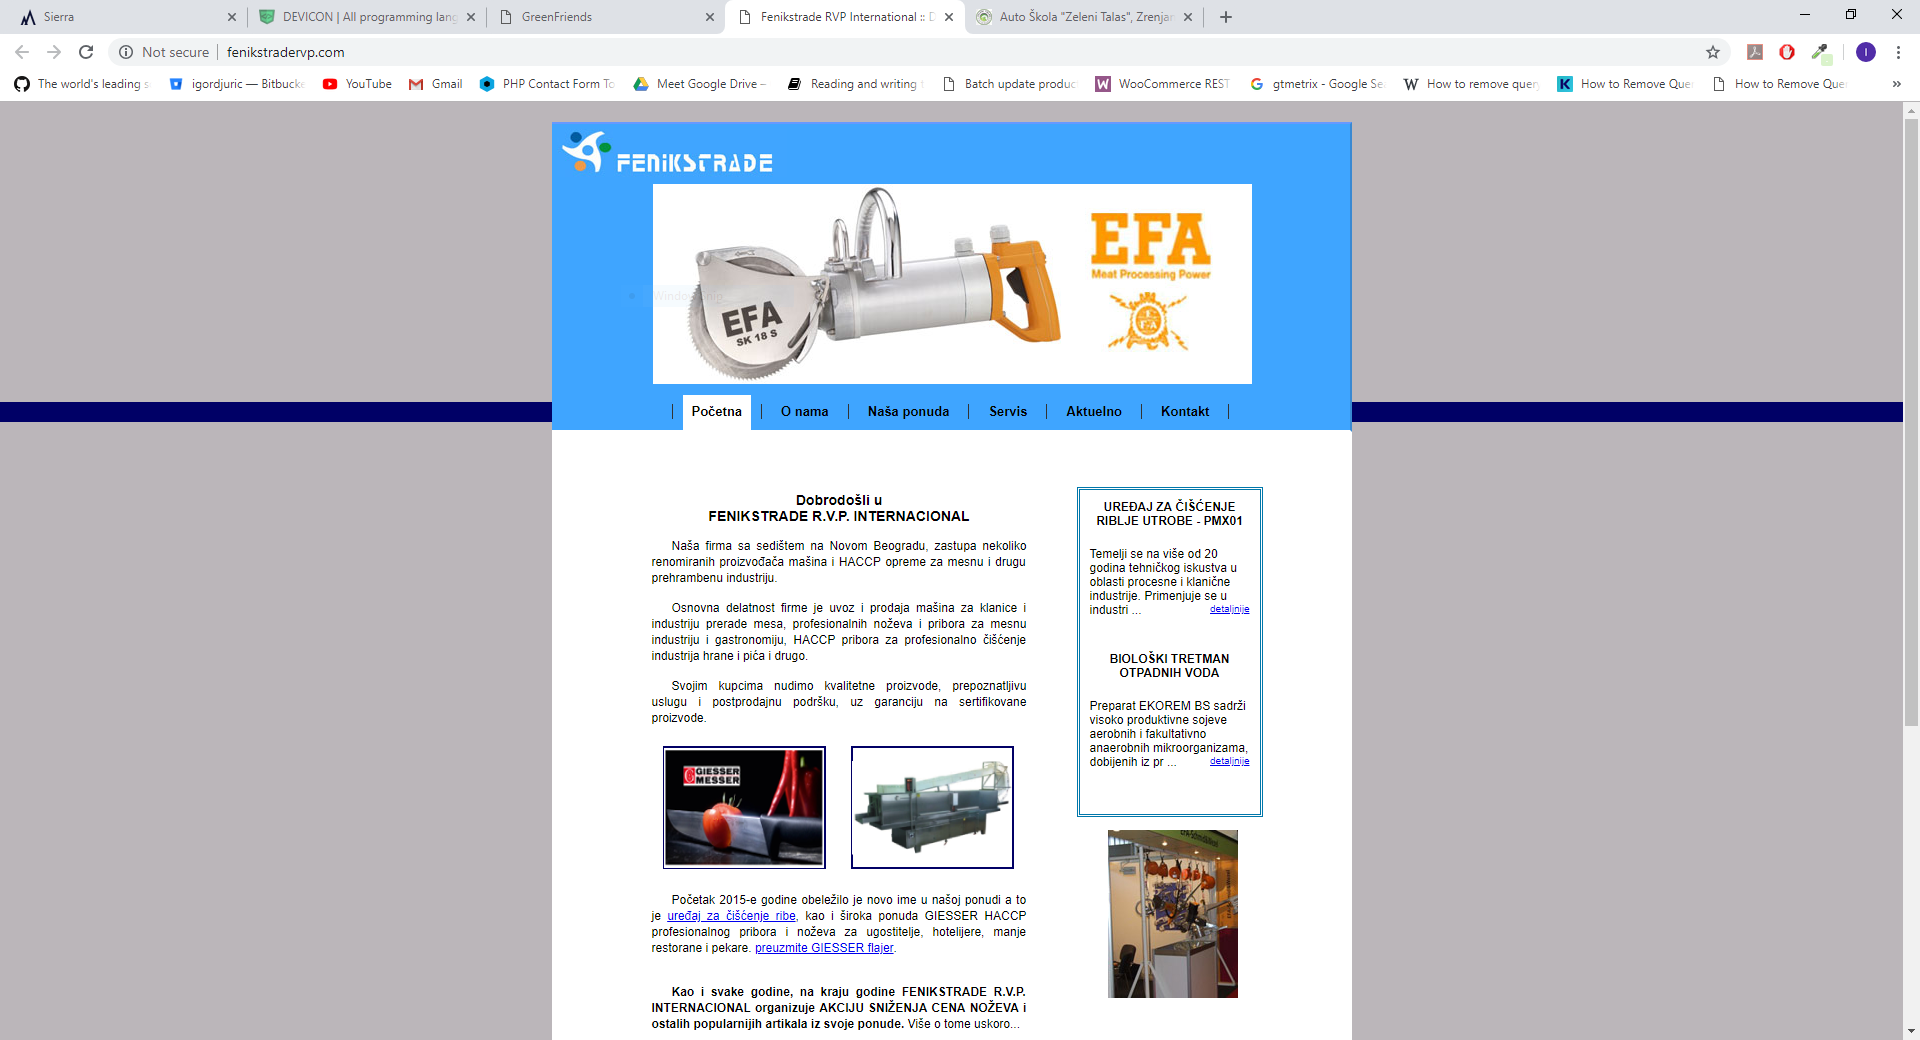 Sierra
DEVICON | All programming lang
GreenFriends
Fenikstrade RVP International :: D
Auto Škola "Zeleni Talas", Zrenjan
Not secure
fenikstradervp.com
I
The world's leading s
igordjuric — Bitbucke
YouTube
Gmail
PHP Contact Form To
Meet Google Drive –
Reading and writing
Batch update produc
WooCommerce REST
gtmetrix - Google Se
How to remove query
How to Remove Que
How to Remove Que
FENIKSTRADE
EFA
SK 18 S
EFA
Meat Processing Power
EFA
Početna
O nama
Naša ponuda
Servis
Aktuelno
Kontakt
Dobrodošli u
FENIKSTRADE R.V.P. INTERNACIONAL
Naša firma sa sedištem na Novom Beogradu, zastupa nekoliko
renomiranih proizvođača mašina i HACCP opreme za mesnu i drugu
prehrambenu industriju.
Osnovna delatnost firme je uvoz i prodaja mašina za klanice i
industriju prerade mesa, profesionalnih noževa i pribora za mesnu
industriju i gastronomiju, HACCP pribora za profesionalno čišćenje
industrija hrane i pića i drugo.
Svojim kupcima nudimo kvalitetne proizvode, prepoznatljivu
uslugu i postprodajnu podršku, uz garanciju na sertifikovane
proizvode.
GIESSER
MESSER
Početak 2015-e godine obeležilo je novo ime u našoj ponudi a to
je uređaj za čišćenje ribe, kao i široka ponuda GIESSER HACCP
profesionalnog pribora i noževa za ugostitelje, hotelijere, manje
restorane i pekare. preuzmite GIESSER flajer.
Kao i svake godine, na kraju godine FENIKSTRADE R.V.P.
INTERNACIONAL organizuje AKCIJU SNIŽENJA CENA NOŽEVA i
ostalih popularnijih artikala iz svoje ponude. Više o tome uskoro...
UREĐAJ ZA ČIŠĆENJE
RIBLJE UTROBE - PMX01
Temelji se na više od 20
godina tehničkog iskustva u
oblasti procesne i klanične
industrije. Primenjuje se u
industri ...
detaljnije
BIOLOŠKI TRETMAN
OTPADNIH VODA
Preparat EKOREM BS sadrži
visoko produktivne sojeve
aerobnih i fakultativno
anaerobnih mikroorganizama,
dobijenih iz pr ...
detaljnije